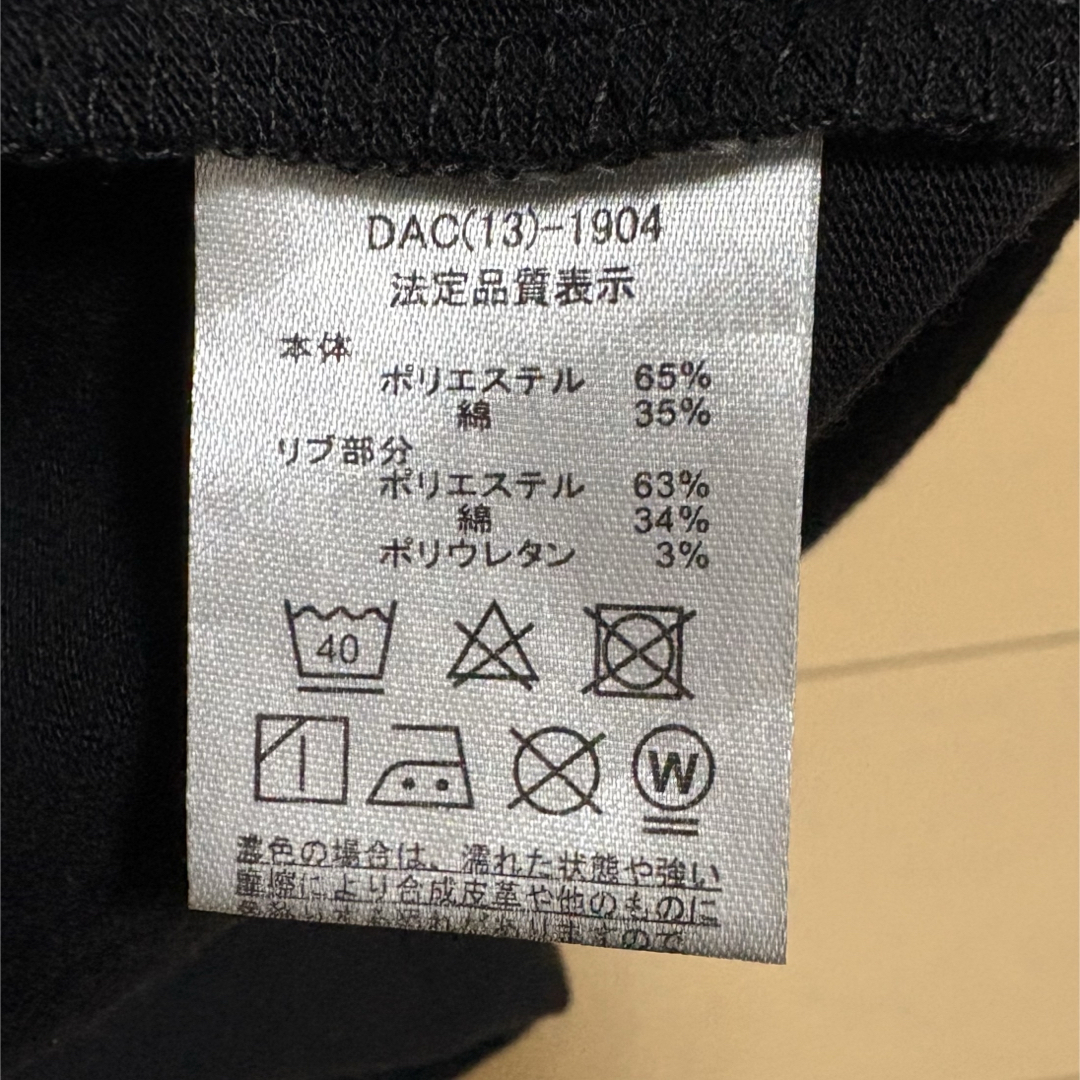 DAC(13)-1904
法定品質表示
本体
ポリエステル 65%
綿 35%
リブ部分
ポリエステル 63%
綿 34%
ポリウレタン 3%
40
W
濃色の場合は、濡れた状態や強い
摩擦により合成皮革や他のものに